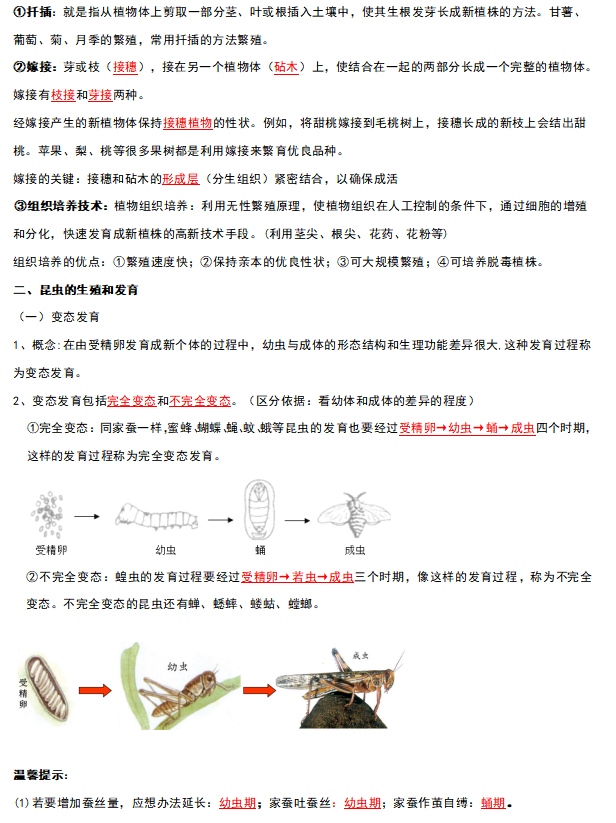 ①扦插：就是指从植物体上剪取一部分茎、叶或根插入土壤中，使其生根发芽长成新植株的方法。甘薯、
葡萄、菊、月季的繁殖，常用扦插的方法繁殖。
②嫁接：芽或枝（接穗），接在另一个植物体（砧木）上，使结合在一起的两部分长成一个完整的植物体。
嫁接有枝接和芽接两种。
经嫁接产生的新植物体保持接穗植物的性状。例如，将甜桃嫁接到毛桃树上，接穗长成的新枝上会结出甜
桃。苹果、梨、桃等很多果树都是利用嫁接来繁育优良品种。
嫁接的关键：接穗和砧木的形成层（分生组织）紧密结合，以确保成活
③组织培养技术：植物组织培养：利用无性繁殖原理，使植物组织在人工控制的条件下，通过细胞的增殖
和分化，快速发育成新植株的高新技术手段。(利用茎尖、根尖、花药、花粉等)
组织培养的优点：①繁殖速度快；②保持亲本的优良性状；③可大规模繁殖；④可培养脱毒植株。
二、昆虫的生殖和发育
（一）变态发育
1、概念:在由受精卵发育成新个体的过程中，幼虫与成体的形态结构和生理功能差异很大,这种发育过程称
为变态发育。
2、变态发育包括完全变态和不完全变态。（区分依据：看幼体和成体的差异的程度）
①完全变态：同家蚕一样,蜜蜂､蝴蝶､蝇､蚊､蛾等昆虫的发育也要经过受精卵→幼虫→蛹→成虫四个时期，
这样的发育过程称为完全变态发育。
受精卵 幼虫 蛹 成虫
②不完全变态：蝗虫的发育过程要经过受精卵→若虫→成虫三个时期，像这样的发育过程，称为不完全
变态。不完全变态的昆虫还有蝉、蟋蟀、蝼蛄、螳螂。
受精卵 幼虫 成虫
温馨提示：
(1)若要增加蚕丝量，应想办法延长：幼虫期；家蚕吐蚕丝：幼虫期；家蚕作茧自缚：蛹期。